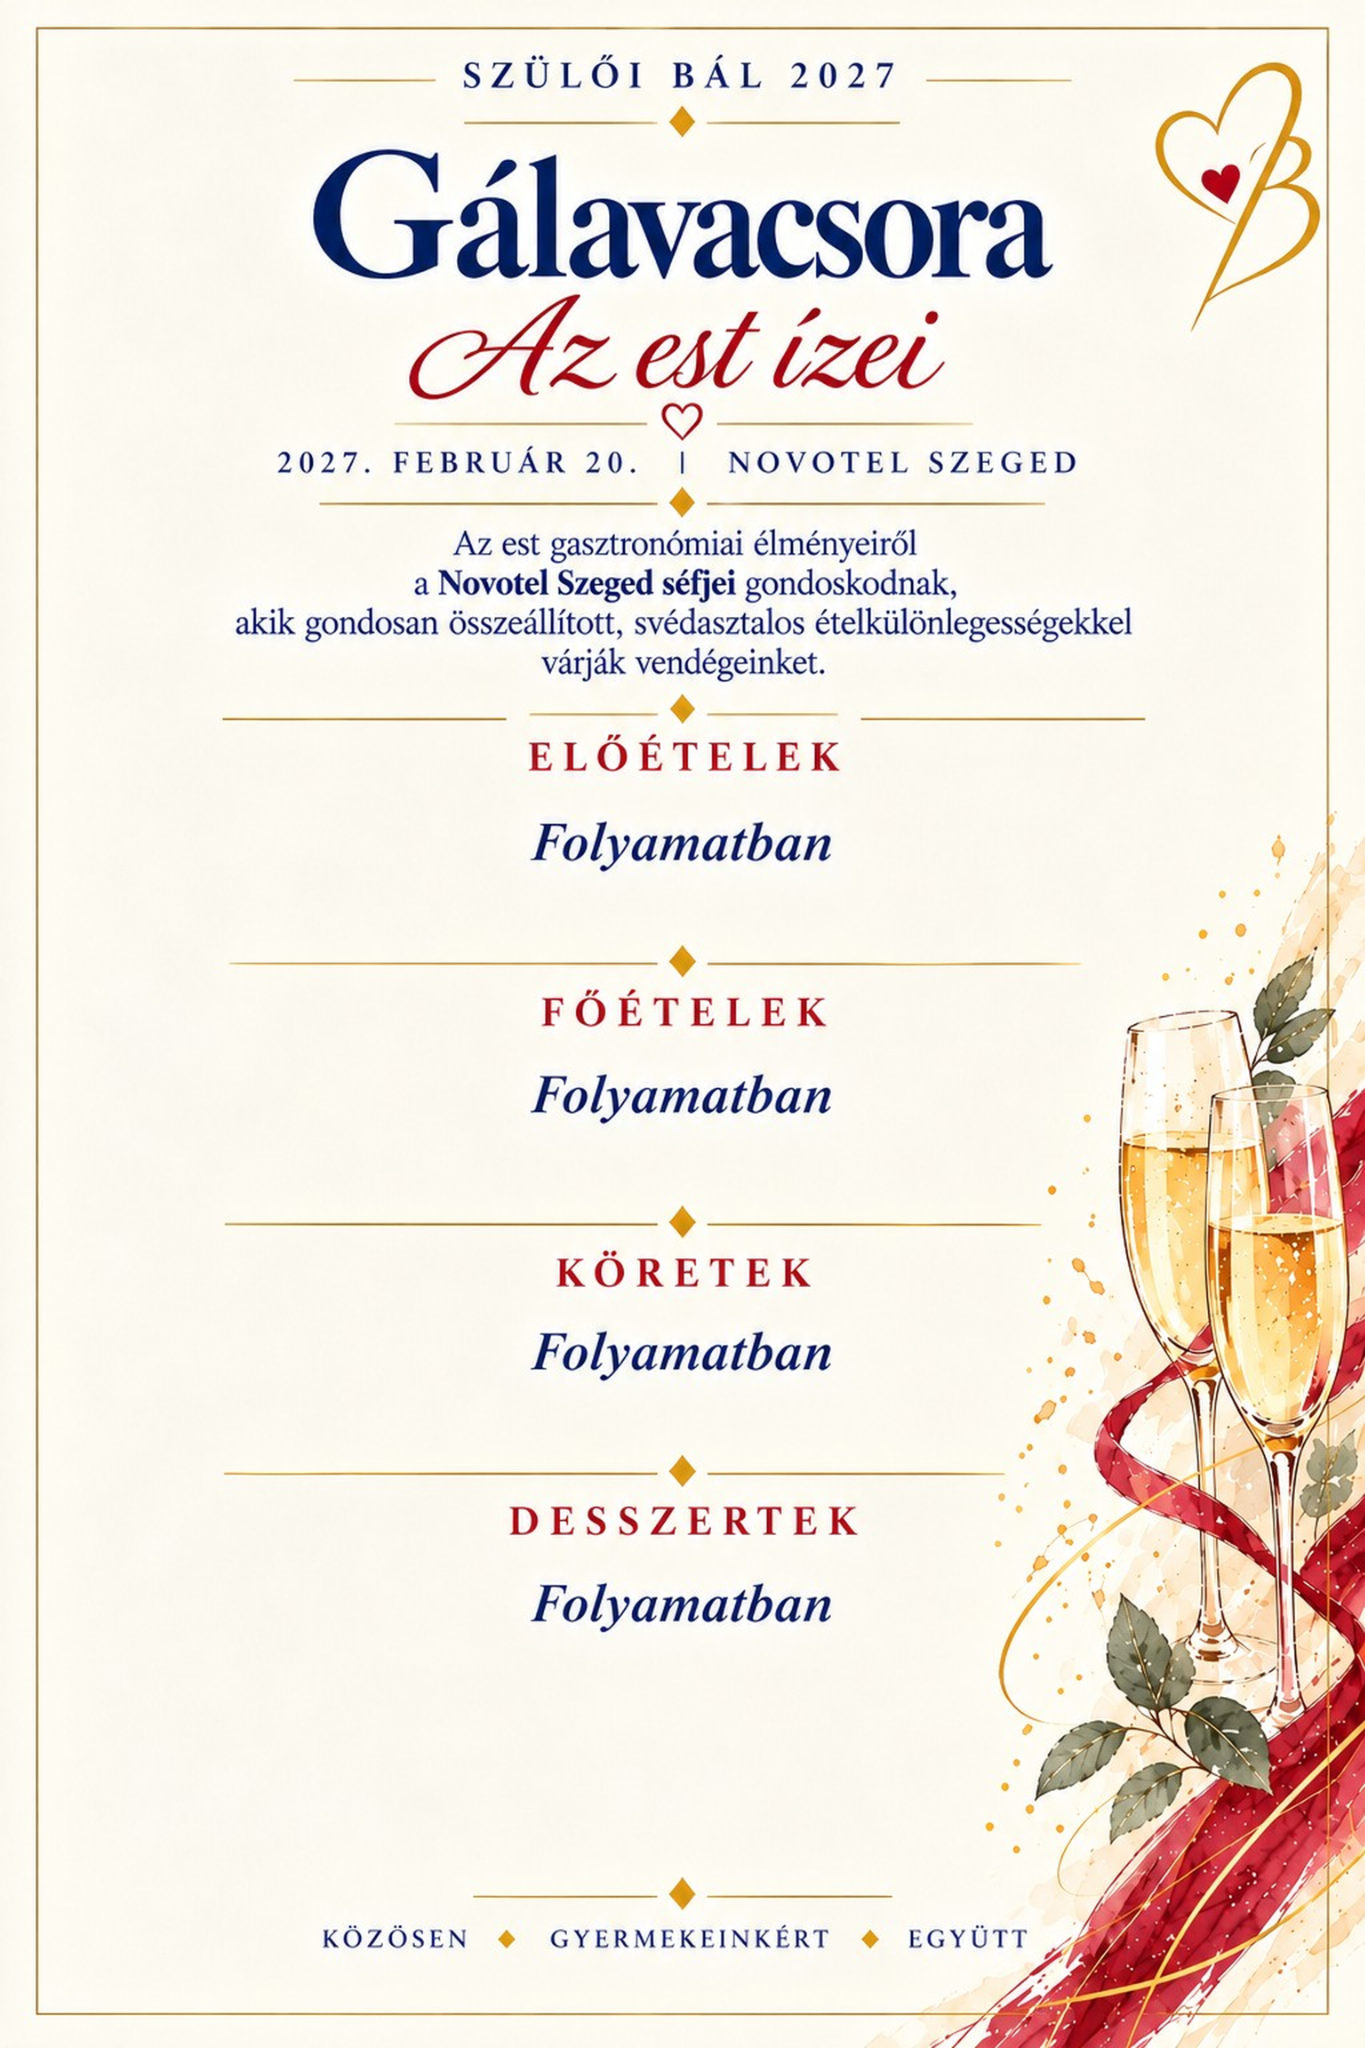 SZÜLŐI BÁL 2027
Gálavacsora
Az est ízei
2027. FEBRUÁR 20. | NOVOTEL SZEGED
Az est gasztronómiai élményeiről
a Novotel Szeged séfjei gondoskodnak,
akik gondosan összeállított, svédasztalos ételkülönlegességekkel
várják vendégeinket.
ELŐÉTELEK
Folyamatban
FŐÉTELEK
Folyamatban
KÖRETEK
Folyamatban
DESSZERTEK
Folyamatban
KÖZÖSEN ◆ GYERMEKEINKÉRT ◆ EGYÜTT